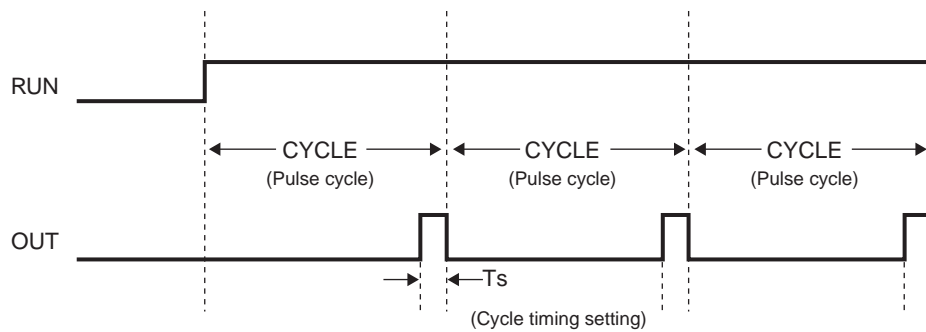 RUN
CYCLE CYCLE CYCLE
(Pulse cycle) (Pulse cycle) (Pulse cycle)
OUT
Ts
(Cycle timing setting)